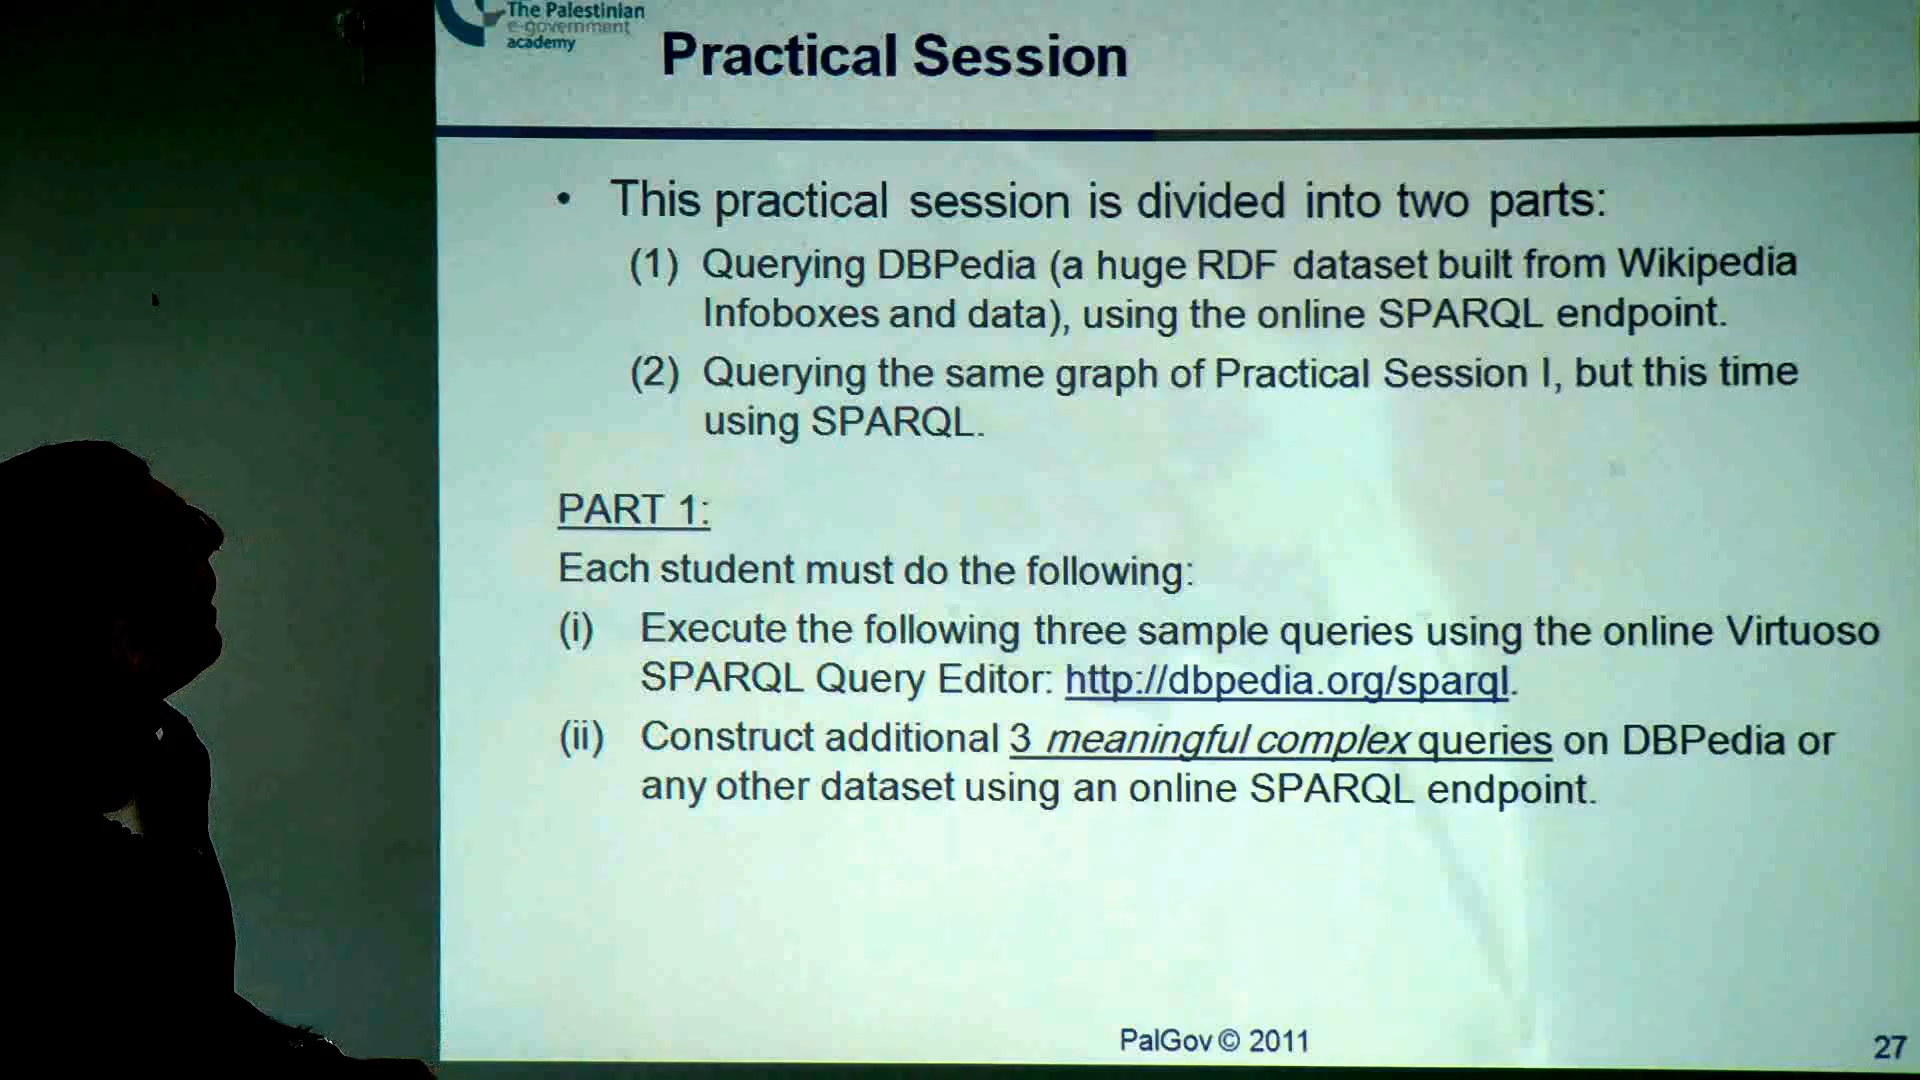 The Palestinian
e-government
academy
Practical Session
• This practical session is divided into two parts:
(1) Querying DBPedia (a huge RDF dataset built from Wikipedia
Infoboxes and data), using the online SPARQL endpoint.
(2) Querying the same graph of Practical Session I, but this time
using SPARQL.
PART 1:
Each student must do the following:
(i) Execute the following three sample queries using the online Virtuoso
SPARQL Query Editor: http://dbpedia.org/sparql.
(ii) Construct additional 3 meaningful complex queries on DBPedia or
any other dataset using an online SPARQL endpoint.
PalGov © 2011
27